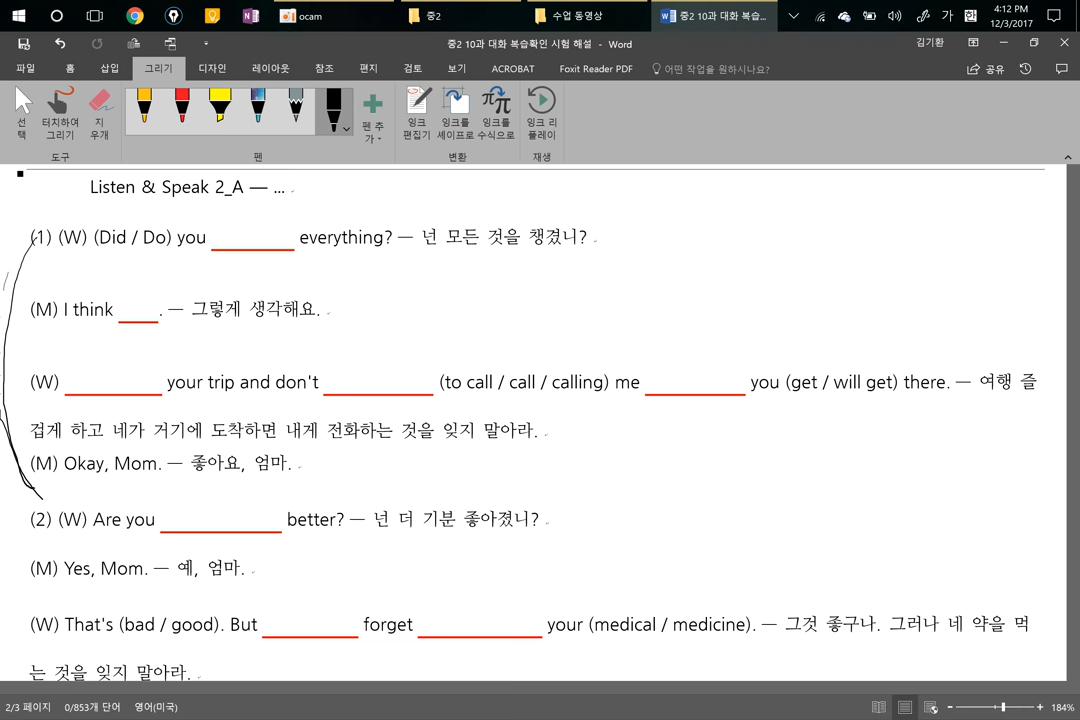 ocam
중2
수업 동영상
중2 10과 대화 복습...
가
한
4:12 PM
12/3/2017
중2 10과 대화 복습확인 시험 해설 - Word
김기환
파일 홈 삽입 그리기 디자인 레이아웃 참조 편지 검토 보기 ACROBAT Foxit Reader PDF 어떤 작업을 원하시나요? 공유
선택
터치하여 그리기
지우개
펜 추가
잉크 편집기
잉크를 셰이프로
잉크를 수식으로
잉크 리플레이
도구
펜
변환
재생
Listen & Speak 2_A — ...
(1) (W) (Did / Do) you ________ everything? — 넌 모든 것을 챙겼니?
(M) I think ____. — 그렇게 생각해요.
(W) _________ your trip and don't __________ (to call / call / calling) me _________ you (get / will get) there. — 여행 즐
겁게 하고 네가 거기에 도착하면 내게 전화하는 것을 잊지 말아라.
(M) Okay, Mom. — 좋아요, 엄마.
(2) (W) Are you ___________ better? — 넌 더 기분 좋아졌니?
(M) Yes, Mom. — 예, 엄마.
(W) That's (bad / good). But _________ forget ___________ your (medical / medicine). — 그것 좋구나. 그러나 네 약을 먹
는 것을 잊지 말아라.
2/3 페이지 0/853개 단어 영어(미국)
184%